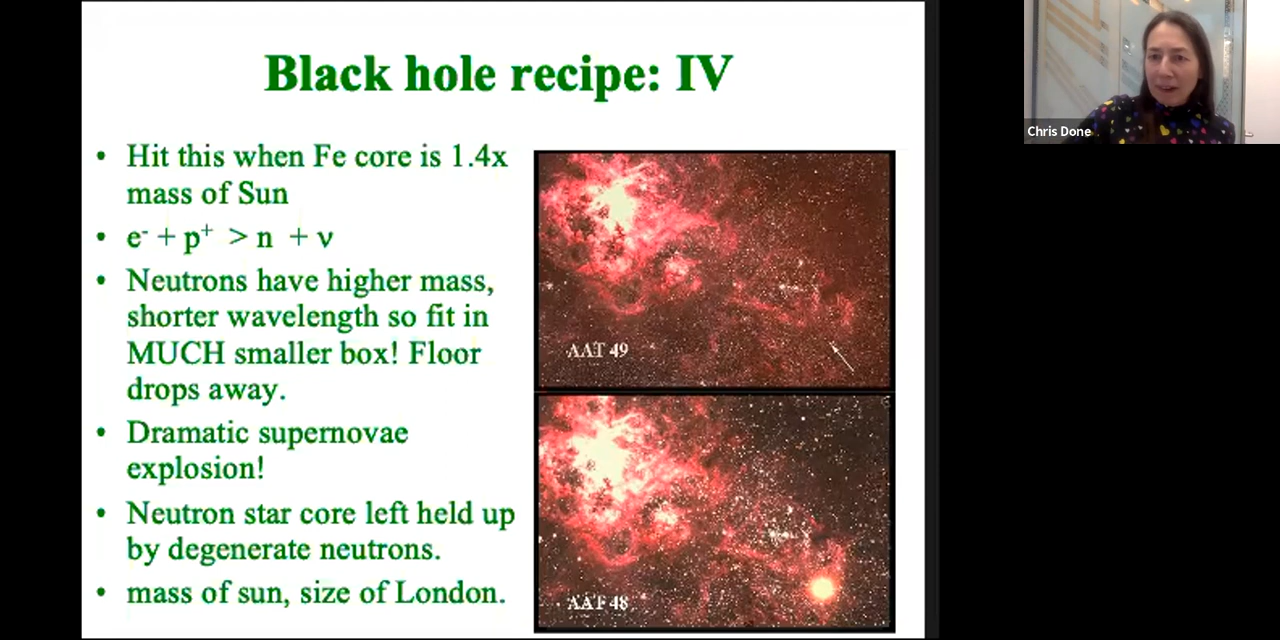 Black hole recipe: IV
• Hit this when Fe core is 1.4x
mass of Sun
• e⁻ + p⁺ > n + ν
• Neutrons have higher mass,
shorter wavelength so fit in
MUCH smaller box! Floor
drops away.
• Dramatic supernovae
explosion!
• Neutron star core left held up
by degenerate neutrons.
• mass of sun, size of London.
AAT 49
AAT 48
Chris Done